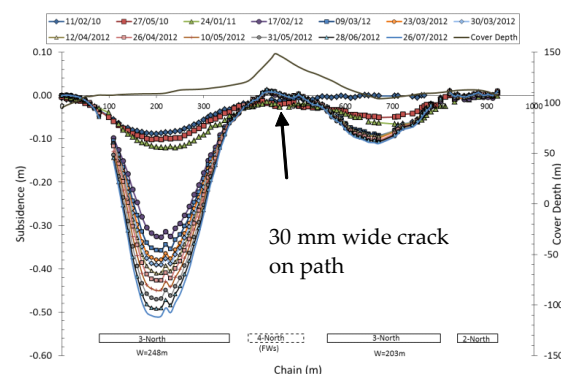 11/02/10 27/05/10 24/01/11 17/02/12 09/03/12 23/03/2012 30/03/2012
12/04/2012 26/04/2012 10/05/2012 31/05/2012 28/06/2012 26/07/2012 Cover Depth
0.10 150
0.00 0 100 200 300 400 500 600 700 800 900 1000 100
-0.10 50
-0.20 0
-0.30 -50
-0.40
-0.50 -100
-0.60 -150
Subsidence (m)
Cover Depth (m)
30 mm wide crack
on path
3-North 4-North 3-North 2-North
W=248m (FWs) W=203m
Chain (m)